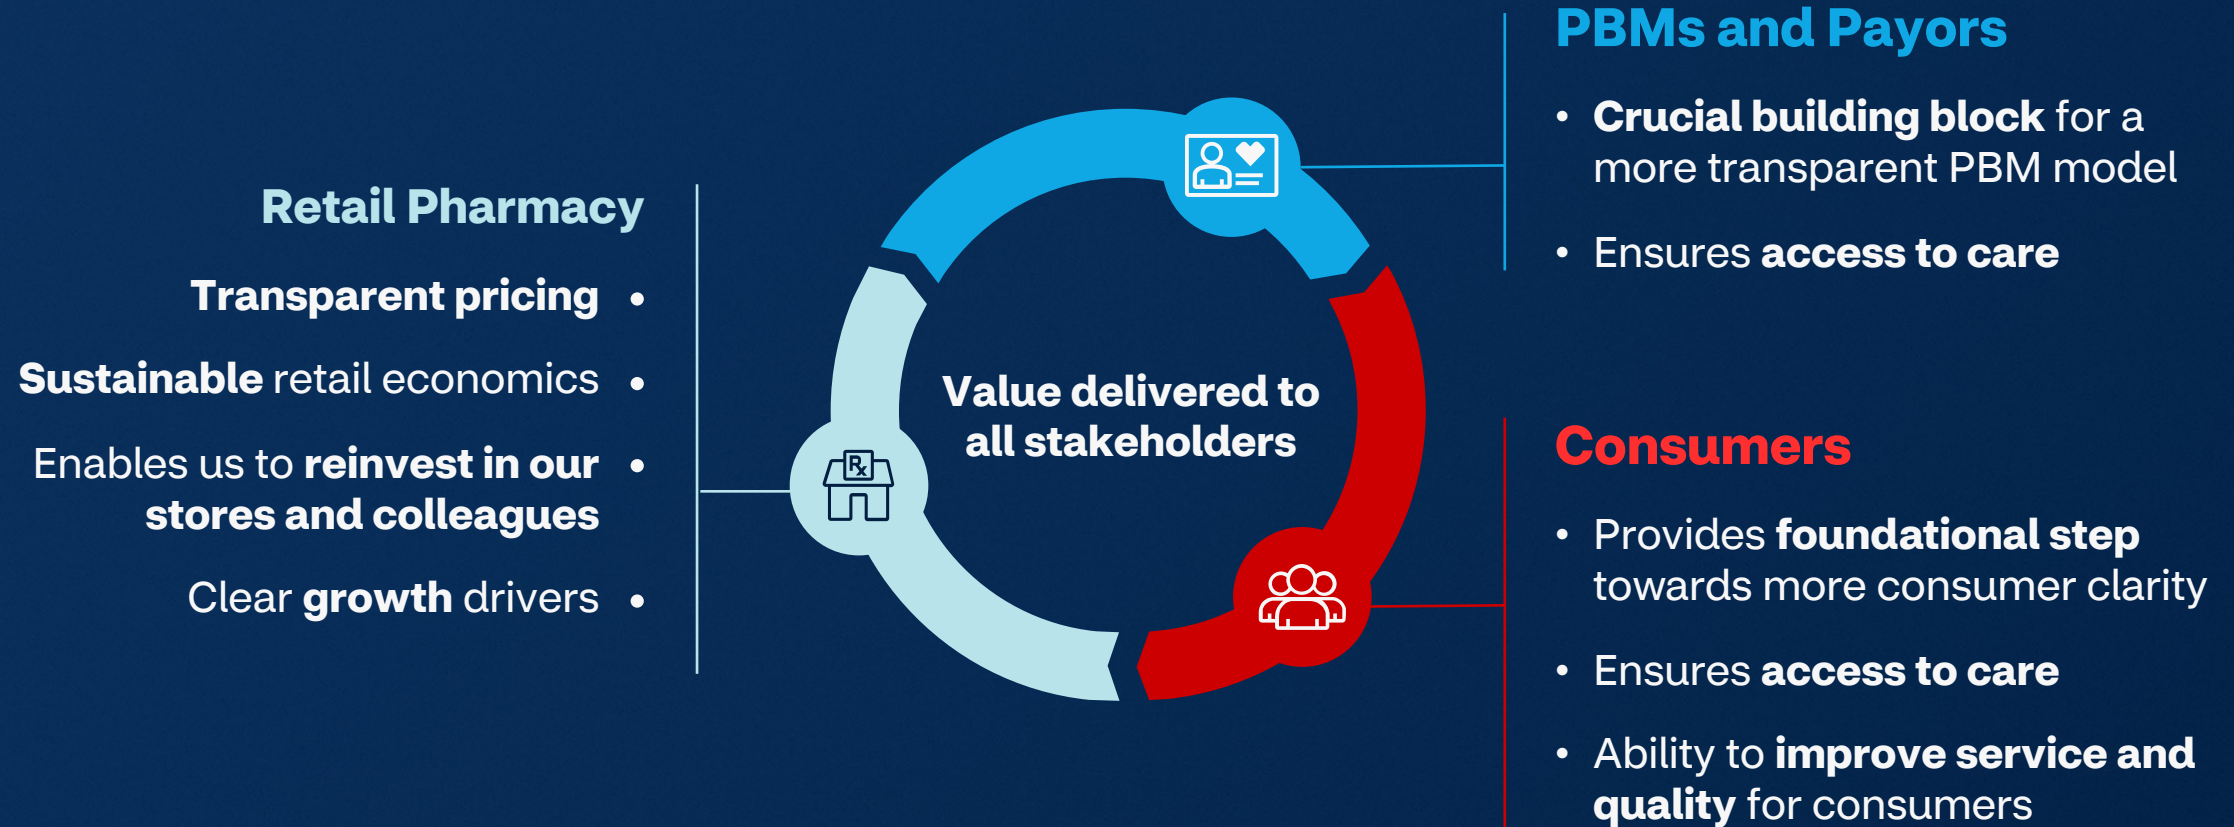 PBMs and Payors
• Crucial building block for a
more transparent PBM model
• Ensures access to care
Retail Pharmacy
Transparent pricing •
Sustainable retail economics •
Enables us to reinvest in our •
stores and colleagues
Clear growth drivers •
Rx
Value delivered to
all stakeholders
Consumers
• Provides foundational step
towards more consumer clarity
• Ensures access to care
• Ability to improve service and
quality for consumers